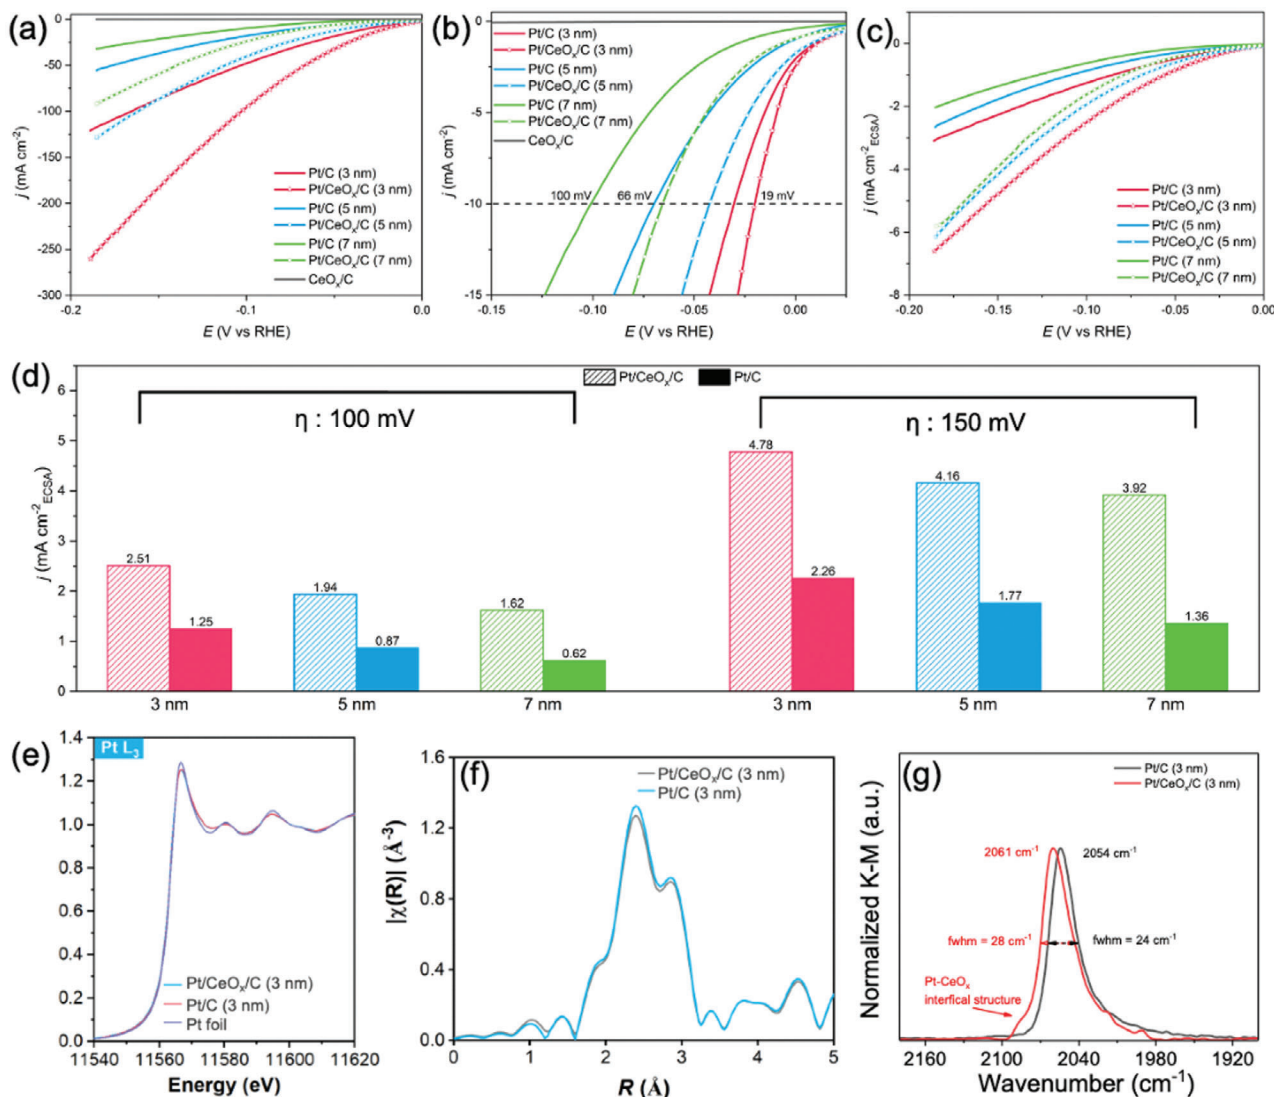 (a)
0
-50
-100
-150
-200
-250
-300
j (mA cm⁻²)
Pt/C (3 nm)
Pt/CeOₓ/C (3 nm)
Pt/C (5 nm)
Pt/CeOₓ/C (5 nm)
Pt/C (7 nm)
Pt/CeOₓ/C (7 nm)
CeOₓ/C
-0.2 -0.1 0.0
E (V vs RHE)
(b)
0
-5
-10
-15
j (mA cm⁻²)
Pt/C (3 nm)
Pt/CeOₓ/C (3 nm)
Pt/C (5 nm)
Pt/CeOₓ/C (5 nm)
Pt/C (7 nm)
Pt/CeOₓ/C (7 nm)
CeOₓ/C
100 mV 66 mV 19 mV
-0.15 -0.10 -0.05 0.00
E (V vs RHE)
(c)
0
-2
-4
-6
-8
j (mA cm⁻²ECSA)
Pt/C (3 nm)
Pt/CeOₓ/C (3 nm)
Pt/C (5 nm)
Pt/CeOₓ/C (5 nm)
Pt/C (7 nm)
Pt/CeOₓ/C (7 nm)
-0.20 -0.15 -0.10 -0.05 0.00
E (V vs RHE)
(d)
6
5
4
3
2
1
0
j (mA cm⁻²ECSA)
Pt/CeOₓ/C Pt/C
η : 100 mV
η : 150 mV
2.51
1.25
1.94
0.87
1.62
0.62
4.78
2.26
4.16
1.77
3.92
1.36
3 nm 5 nm 7 nm 3 nm 5 nm 7 nm
(e)
Pt L₃
1.4
1.2
1.0
0.8
0.6
0.4
0.2
0.0
Pt/CeOₓ/C (3 nm)
Pt/C (3 nm)
Pt foil
11540 11560 11580 11600 11620
Energy (eV)
(f)
1.6
1.2
0.8
0.4
0.0
|χ(R)| (Å⁻³)
Pt/CeOₓ/C (3 nm)
Pt/C (3 nm)
0 1 2 3 4 5
R (Å)
(g)
Normalized K-M (a.u.)
Pt/C (3 nm)
Pt/CeOₓ/C (3 nm)
2061 cm⁻¹ 2054 cm⁻¹
fwhm = 28 cm⁻¹ fwhm = 24 cm⁻¹
Pt-CeOₓ
interfical structure
2160 2100 2040 1980 1920
Wavenumber (cm⁻¹)